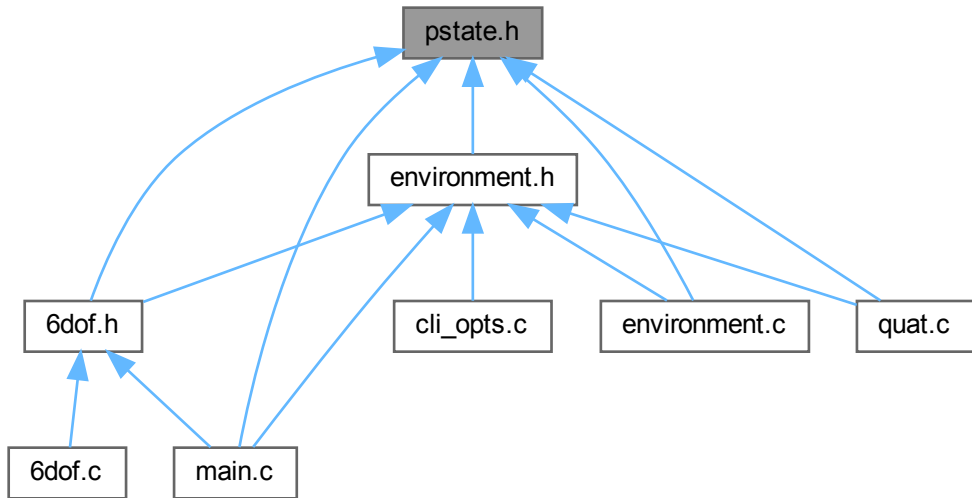 pstate.h
environment.h
6dof.h
cli_opts.c
environment.c
quat.c
6dof.c
main.c